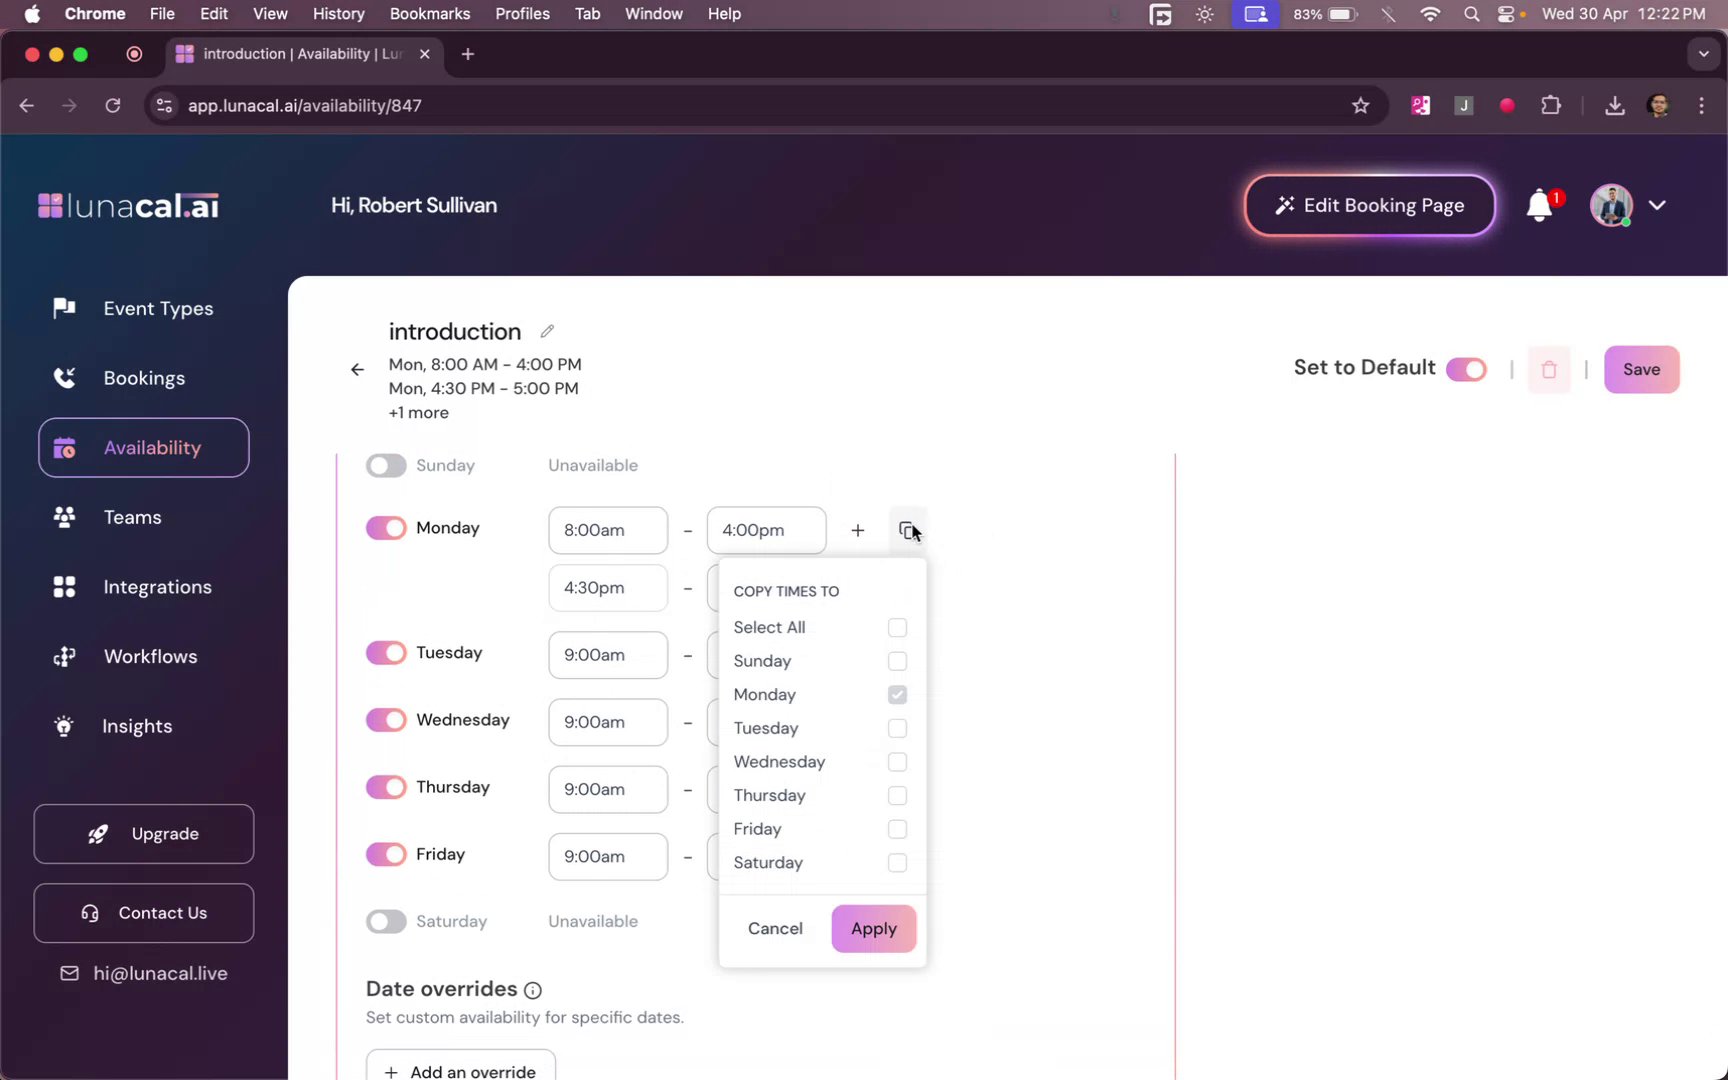 Chrome File Edit View History Bookmarks Profiles Tab Window Help 83% Wed 30 Apr 12:22 PM
introduction | Availability | Lu
app.lunacal.ai/availability/847
J
lunacal.ai
Hi, Robert Sullivan
Edit Booking Page
1
Event Types
Bookings
Availability
Teams
Integrations
Workflows
Insights
Upgrade
Contact Us
hi@lunacal.live
introduction
Mon, 8:00 AM - 4:00 PM
Mon, 4:30 PM - 5:00 PM
+1 more
Set to Default
Save
Sunday Unavailable
Monday 8:00am - 4:00pm +
4:30pm -
Tuesday 9:00am -
Wednesday 9:00am -
Thursday 9:00am -
Friday 9:00am -
Saturday Unavailable
COPY TIMES TO
Select All
Sunday
Monday
Tuesday
Wednesday
Thursday
Friday
Saturday
Cancel Apply
Date overrides
Set custom availability for specific dates.
+ Add an override